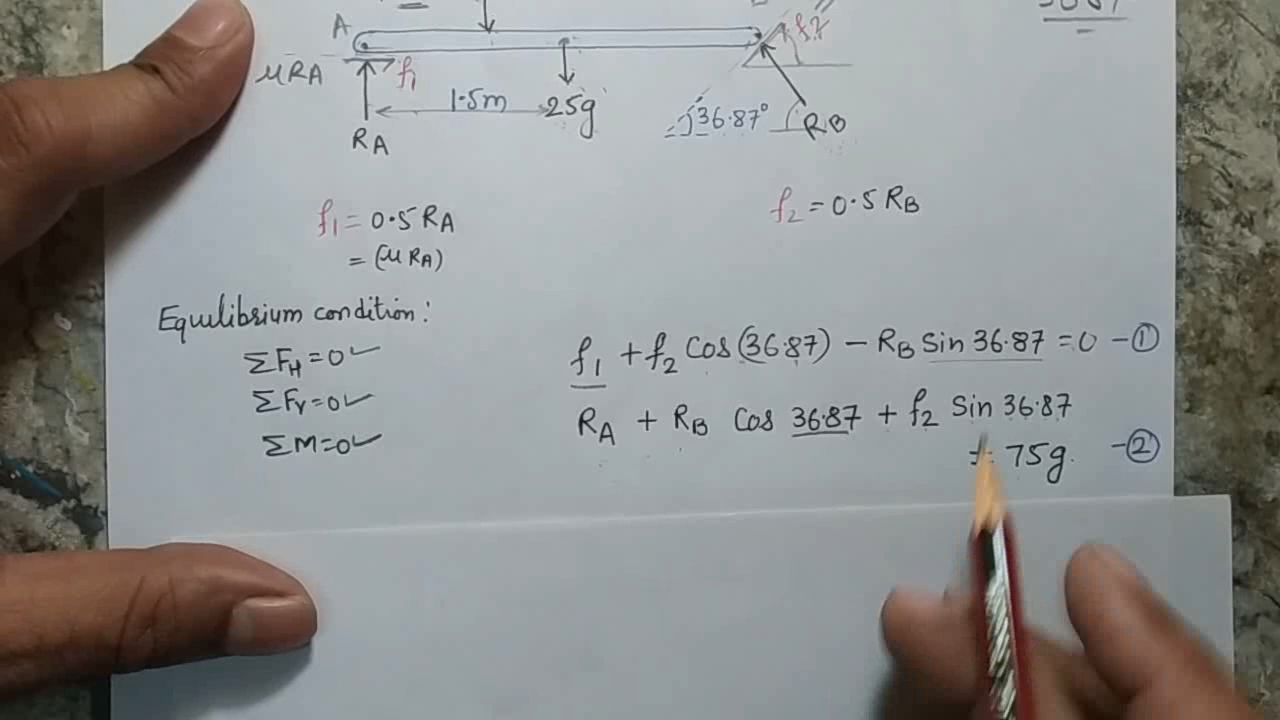 A
f₂
μRA
f₁
1.5m
25g
36.87°
RB
RA
f₁ = 0.5 RA
= (μ RA)
f₂ = 0.5 RB
Equilibrium condition:
ΣFH = 0 ✓
ΣFY = 0 ✓
ΣM = 0 ✓
f₁ + f₂ Cos (36.87) − RB Sin 36.87 = 0 − ①
RA + RB Cos 36.87 + f₂ Sin 36.87
= 75g. − ②